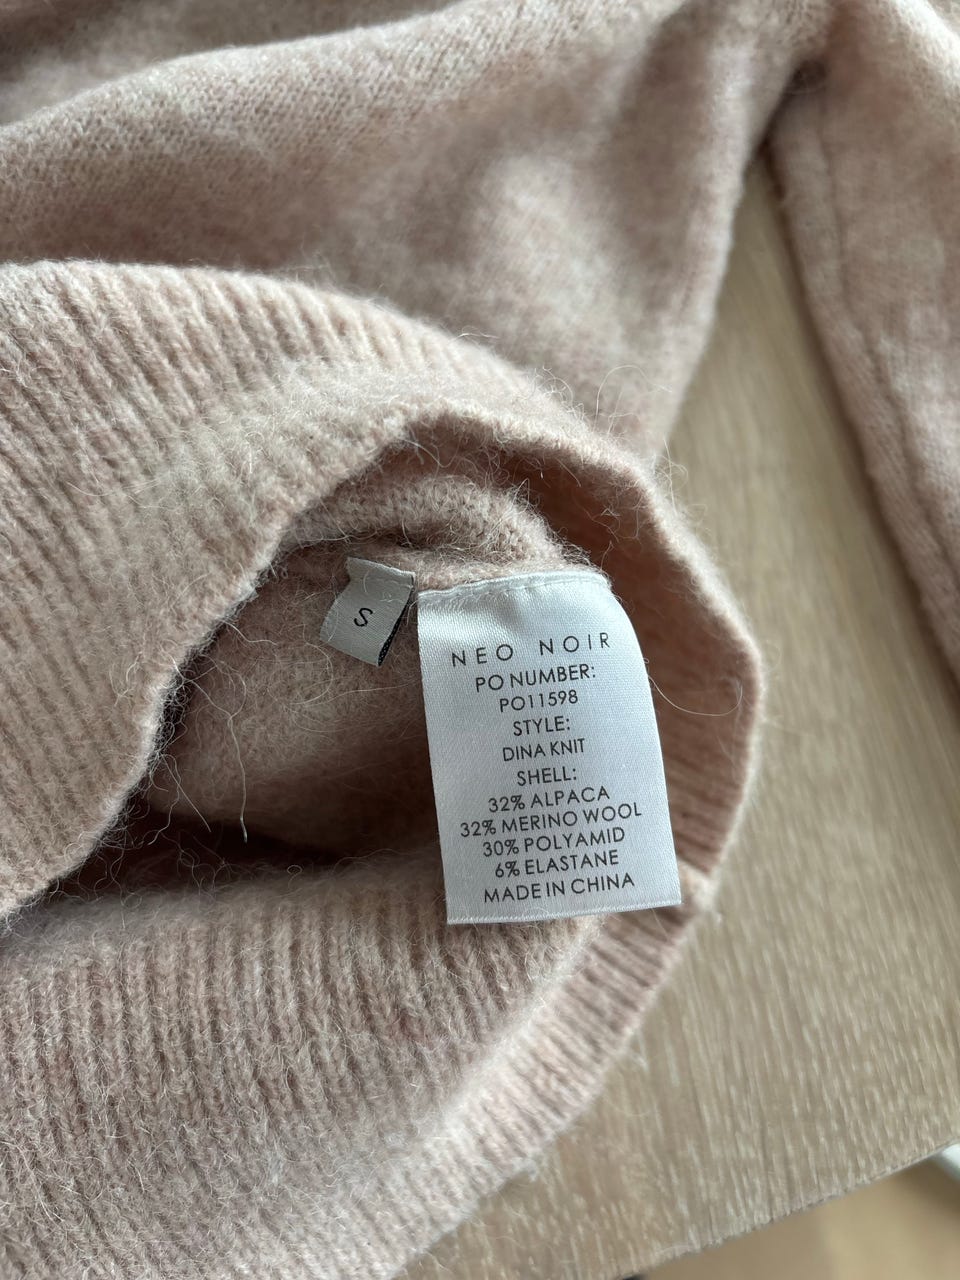 S
NEO NOIR
PO NUMBER:
PO11598
STYLE:
DINA KNIT
SHELL:
32% ALPACA
32% MERINO WOOL
30% POLYAMID
6% ELASTANE
MADE IN CHINA